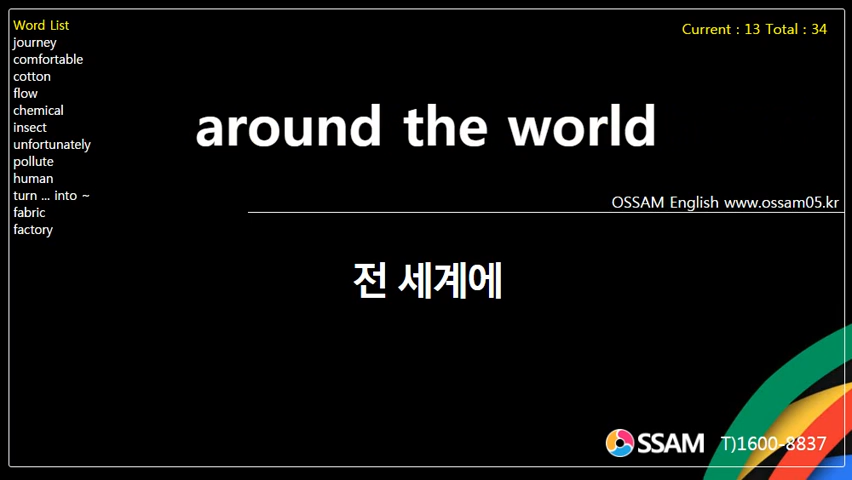 Word List
journey
comfortable
cotton
flow
chemical
insect
unfortunately
pollute
human
turn ... into ~
fabric
factory
Current : 13 Total : 34
around the world
OSSAM English www.ossam05.kr
전 세계에
OSSAM T)1600-8837